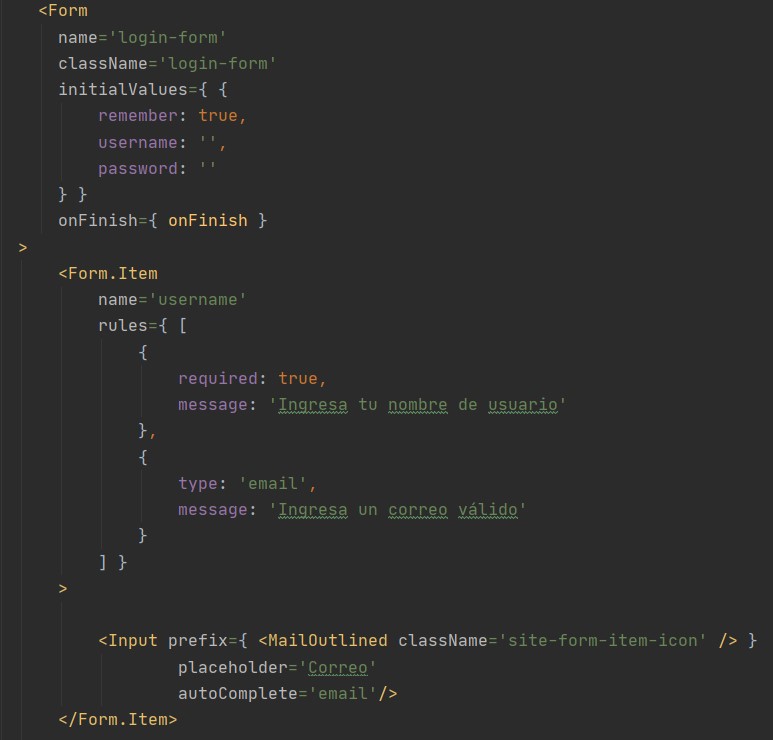 <Form
name='login-form'
className='login-form'
initialValues={ {
remember: true,
username: '',
password: ''
} }
onFinish={ onFinish }
>
<Form.Item
name='username'
rules={ [
{
required: true,
message: 'Ingresa tu nombre de usuario'
},
{
type: 'email',
message: 'Ingresa un correo válido'
}
] }
>
<Input prefix={ <MailOutlined className='site-form-item-icon' /> }
placeholder='Correo'
autoComplete='email'/>
</Form.Item>